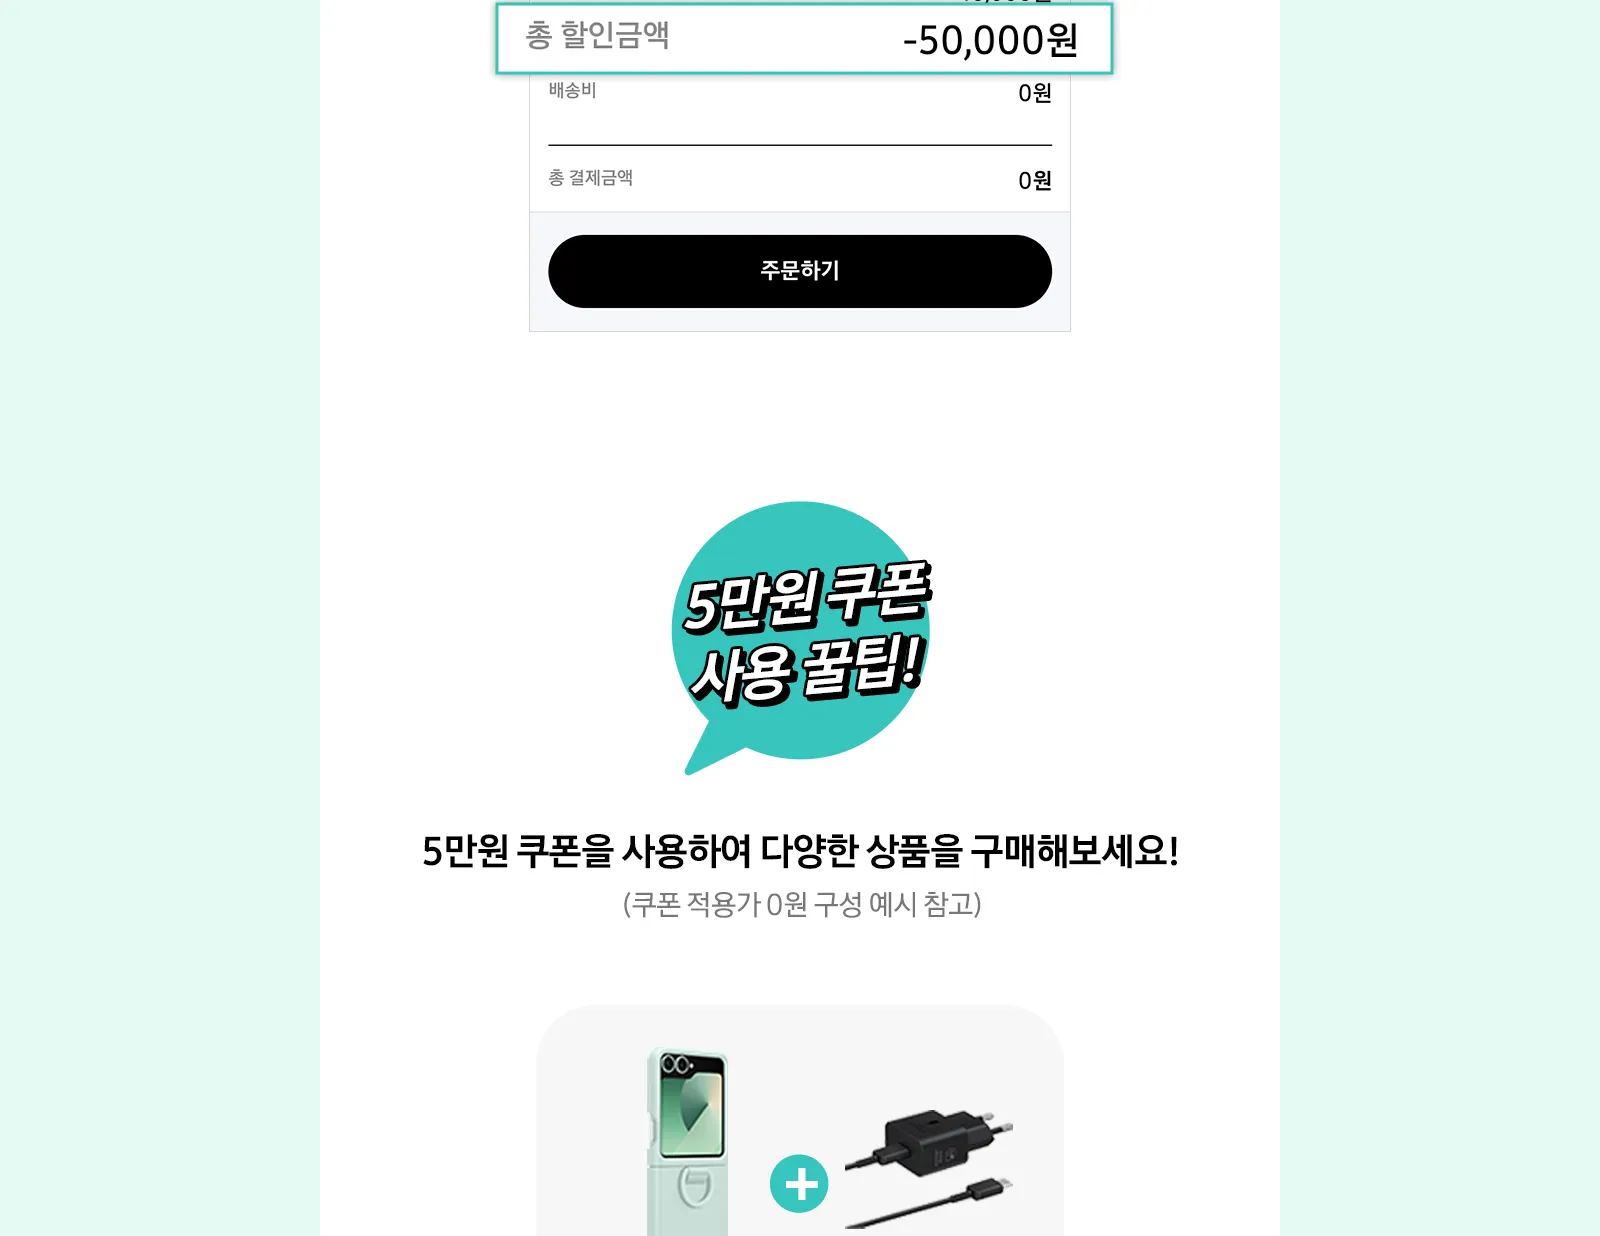 총 할인금액
-50,000원
배송비
0원
총 결제금액
0원
주문하기
5만원 쿠폰
사용 꿀팁!
5만원 쿠폰을 사용하여 다양한 상품을 구매해보세요!
(쿠폰 적용가 0원 구성 예시 참고)